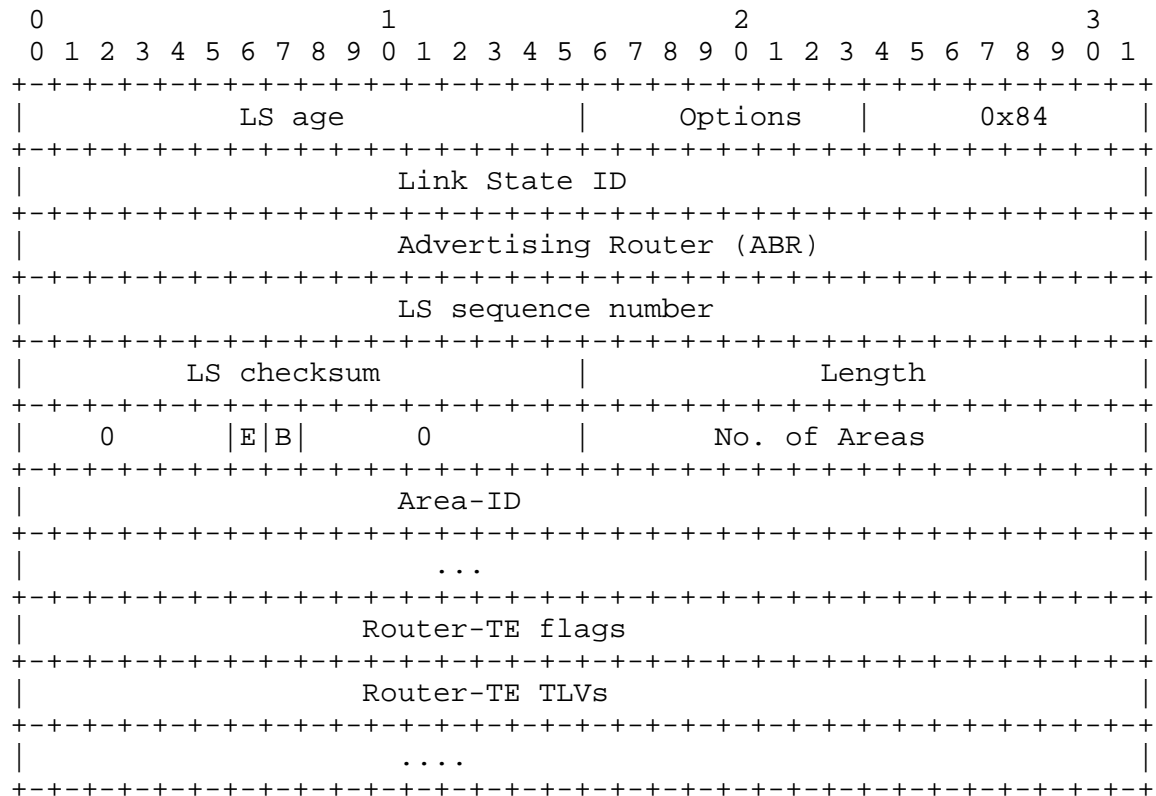 0                   1                   2                   3
 0 1 2 3 4 5 6 7 8 9 0 1 2 3 4 5 6 7 8 9 0 1 2 3 4 5 6 7 8 9 0 1
+-+-+-+-+-+-+-+-+-+-+-+-+-+-+-+-+-+-+-+-+-+-+-+-+-+-+-+-+-+-+-+-+
|            LS age             |     Options   |      0x84     |
+-+-+-+-+-+-+-+-+-+-+-+-+-+-+-+-+-+-+-+-+-+-+-+-+-+-+-+-+-+-+-+-+
|                     Link State ID                             |
+-+-+-+-+-+-+-+-+-+-+-+-+-+-+-+-+-+-+-+-+-+-+-+-+-+-+-+-+-+-+-+-+
|                     Advertising Router (ABR)                  |
+-+-+-+-+-+-+-+-+-+-+-+-+-+-+-+-+-+-+-+-+-+-+-+-+-+-+-+-+-+-+-+-+
|                     LS sequence number                        |
+-+-+-+-+-+-+-+-+-+-+-+-+-+-+-+-+-+-+-+-+-+-+-+-+-+-+-+-+-+-+-+-+
|         LS checksum           |             Length            |
+-+-+-+-+-+-+-+-+-+-+-+-+-+-+-+-+-+-+-+-+-+-+-+-+-+-+-+-+-+-+-+-+
|    0      |E|B|      0        |       No. of Areas            |
+-+-+-+-+-+-+-+-+-+-+-+-+-+-+-+-+-+-+-+-+-+-+-+-+-+-+-+-+-+-+-+-+
|                     Area-ID                                   |
+-+-+-+-+-+-+-+-+-+-+-+-+-+-+-+-+-+-+-+-+-+-+-+-+-+-+-+-+-+-+-+-+
|                       ...                                     |
+-+-+-+-+-+-+-+-+-+-+-+-+-+-+-+-+-+-+-+-+-+-+-+-+-+-+-+-+-+-+-+-+
|                   Router-TE flags                             |
+-+-+-+-+-+-+-+-+-+-+-+-+-+-+-+-+-+-+-+-+-+-+-+-+-+-+-+-+-+-+-+-+
|                   Router-TE TLVs                              |
+-+-+-+-+-+-+-+-+-+-+-+-+-+-+-+-+-+-+-+-+-+-+-+-+-+-+-+-+-+-+-+-+
|                     ....                                      |
+-+-+-+-+-+-+-+-+-+-+-+-+-+-+-+-+-+-+-+-+-+-+-+-+-+-+-+-+-+-+-+-+